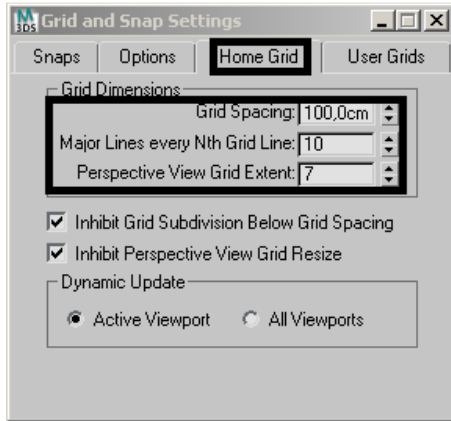 M
3DS
Grid and Snap Settings
Snaps
Options
Home Grid
User Grids
Grid Dimensions
Grid Spacing: 100,0cm
Major Lines every Nth Grid Line: 10
Perspective View Grid Extent: 7
Inhibit Grid Subdivision Below Grid Spacing
Inhibit Perspective View Grid Resize
Dynamic Update
Active Viewport
All Viewports